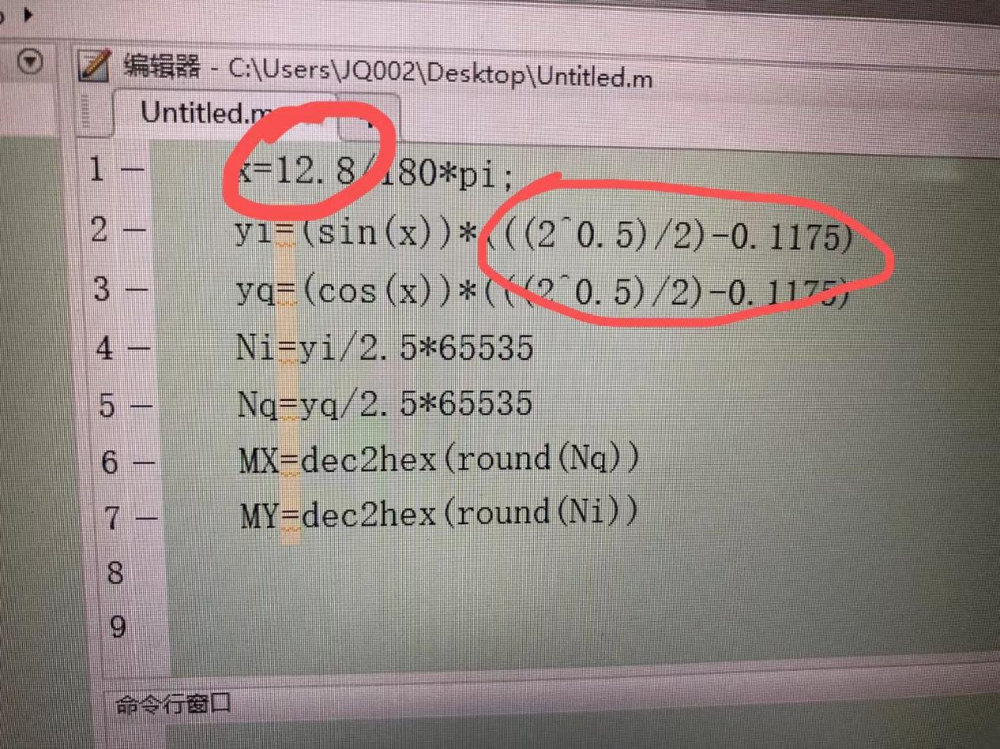 编辑器 - C:\Users\JQ002\Desktop\Untitled.m
Untitled.m
1 x=12.8/180*pi;
2 yi=(sin(x))*(((2^0.5)/2)-0.1175)
3 yq=(cos(x))*(((2^0.5)/2)-0.1175)
4 Ni=yi/2.5*65535
5 Nq=yq/2.5*65535
6 MX=dec2hex(round(Nq))
7 MY=dec2hex(round(Ni))
8
9
命令行窗口